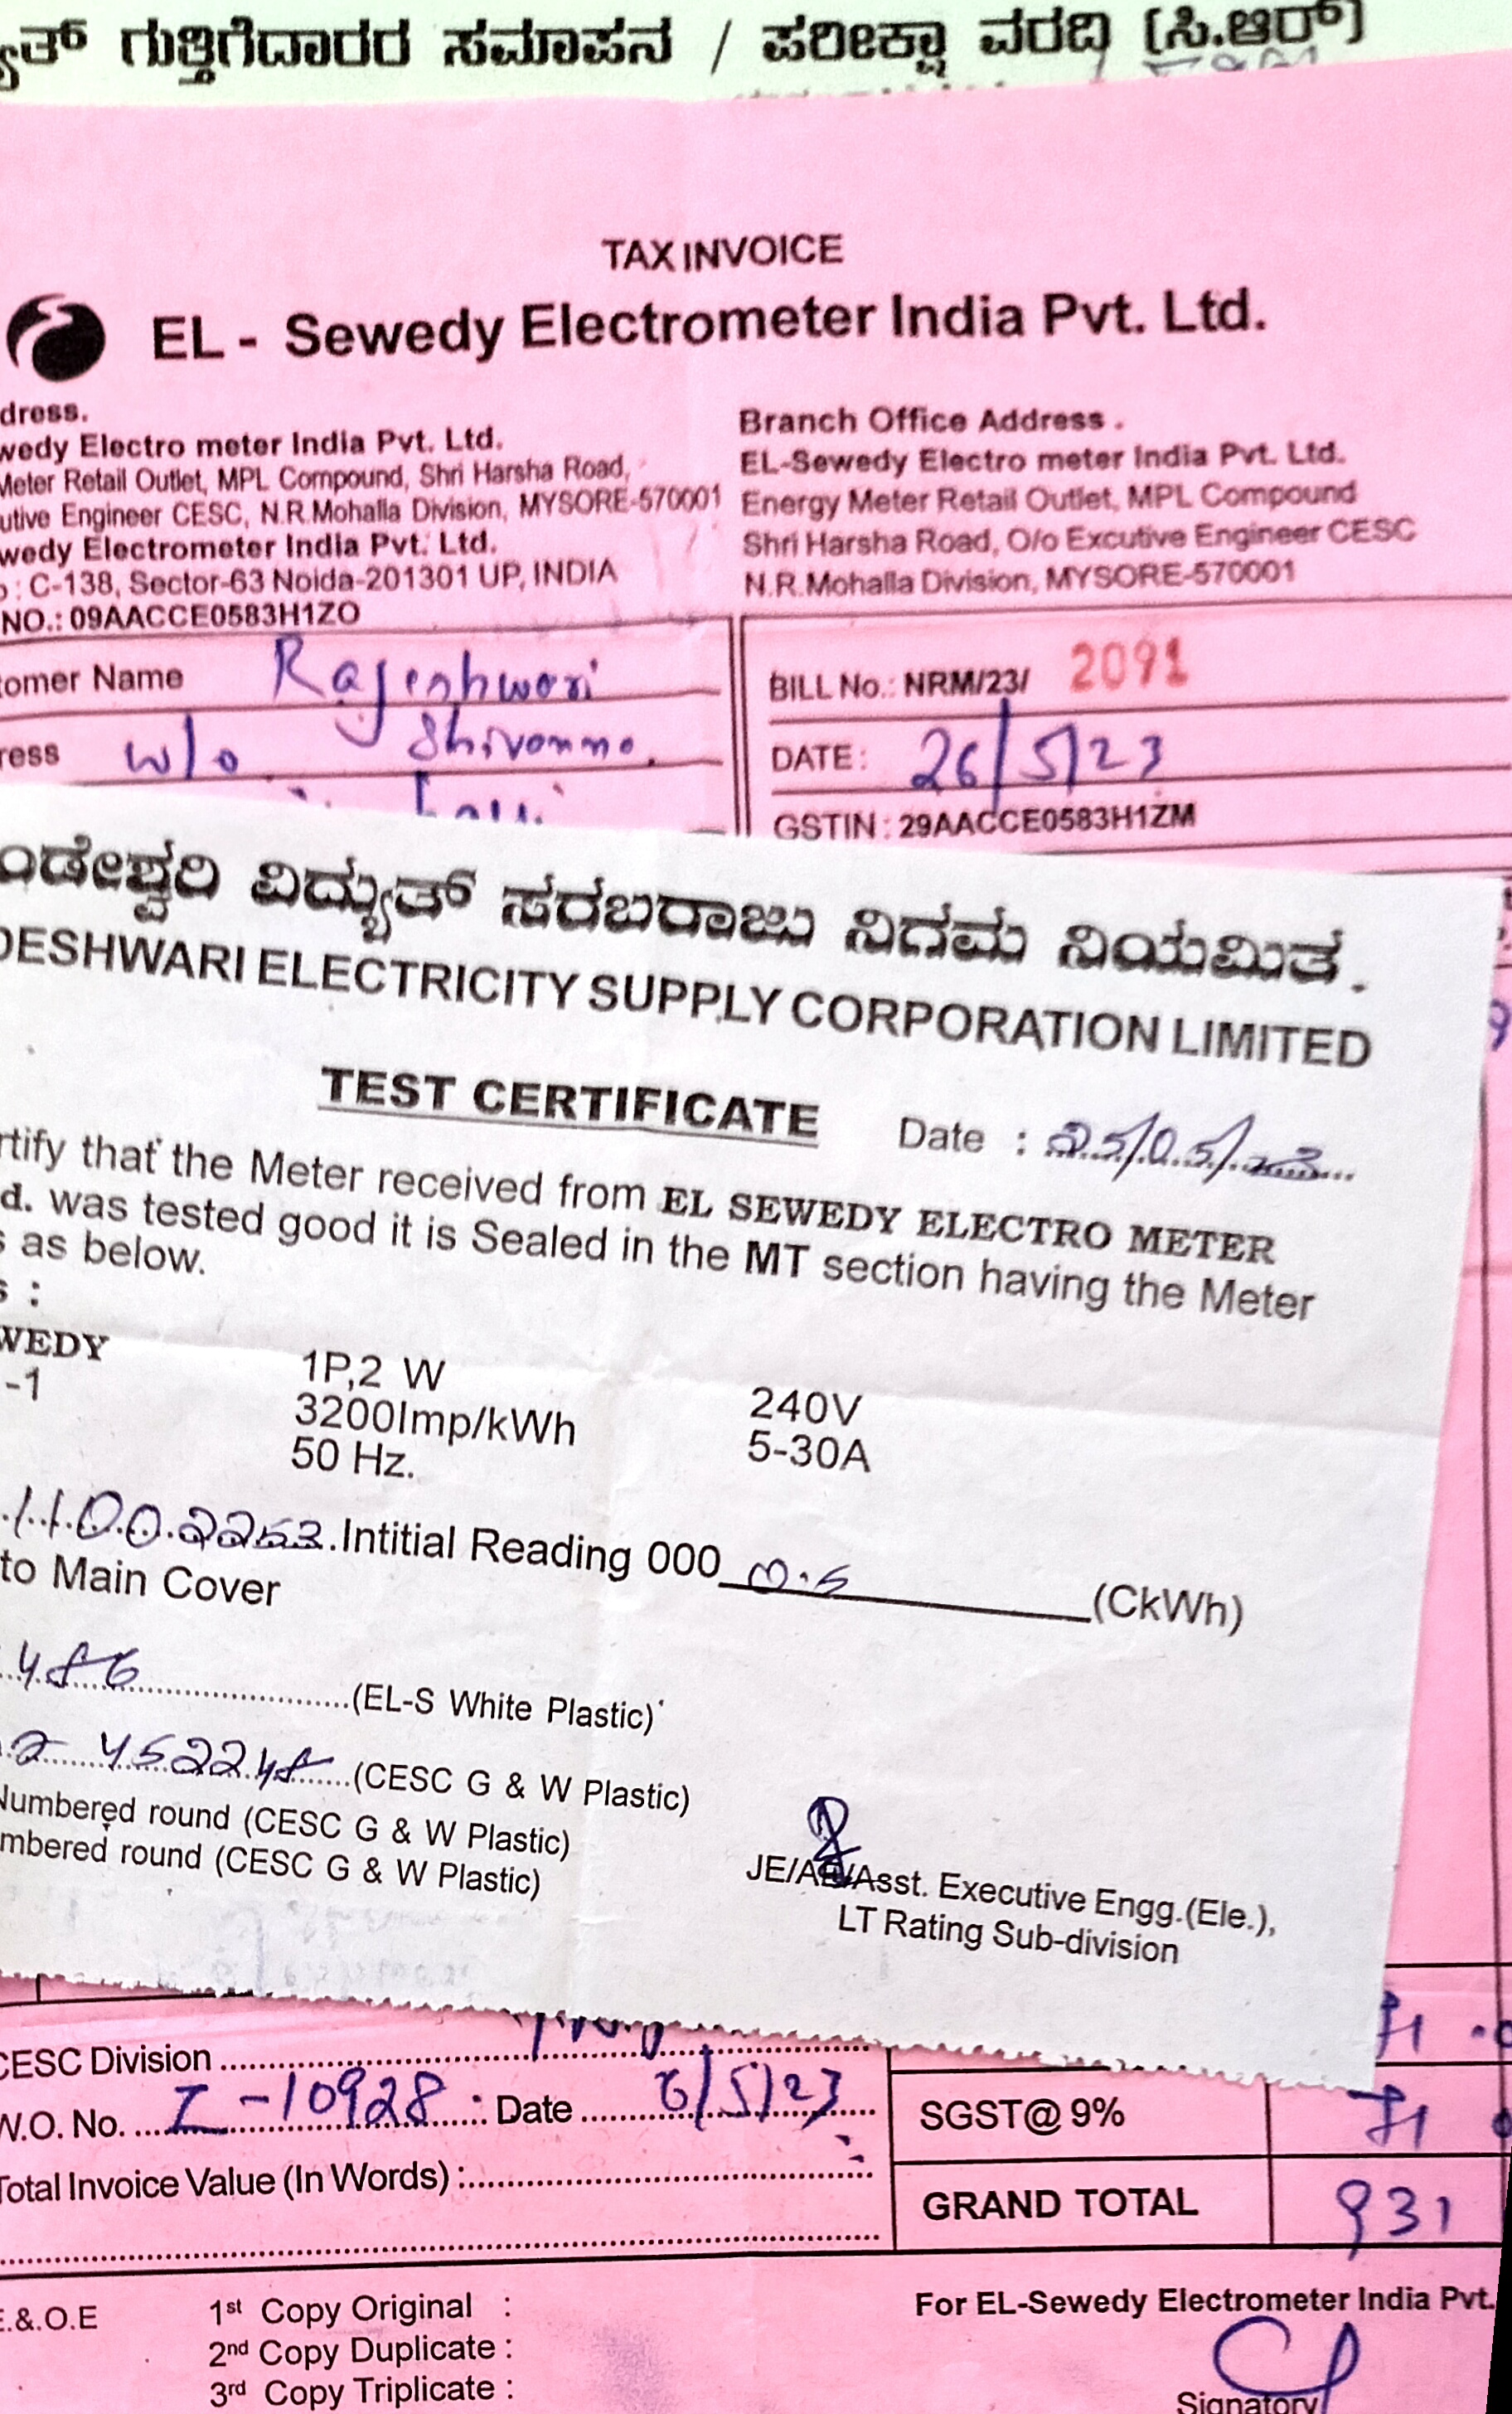 ಗುತ್ತಿಗೆದಾರರ ಸಮಾಪನ / ಪರೀಕ್ಷಾ ವರದಿ (ಸಿ.ಆರ್)
TAX INVOICE
EL - Sewedy Electrometer India Pvt. Ltd.
dress.
wedy Electro meter India Pvt. Ltd.
Meter Retail Outlet, MPL Compound, Shri Harsha Road,
utive Engineer CESC, N.R.Mohalla Division, MYSORE-570001
wedy Electrometer India Pvt. Ltd.
: C-138, Sector-63 Noida-201301 UP, INDIA
NO.: 09AACCE0583H1ZO
Branch Office Address .
EL-Sewedy Electro meter India Pvt. Ltd.
Energy Meter Retail Outlet, MPL Compound
Shri Harsha Road, O/o Excutive Engineer CESC
N.R.Mohalla Division, MYSORE-570001
tomer Name Rajeshwari
ress w/o Shivanna.
BILL No.: NRM/23/ 2091
DATE : 26/5/23
GSTIN : 29AACCE0583H1ZM
ಂಡೇಶ್ವರಿ ವಿದ್ಯುತ್ ಸರಬರಾಜು ನಿಗಮ ನಿಯಮಿತ.
DESHWARI ELECTRICITY SUPPLY CORPORATION LIMITED
TEST CERTIFICATE Date : 25/05/23
rtify that the Meter received from EL SEWEDY ELECTRO METER
d. was tested good it is Sealed in the MT section having the Meter
s as below.
s :
WEDY 1P,2 W 240V
-1 3200Imp/kWh 5-30A
50 Hz.
Intitial Reading 000 0.5 (CkWh)
to Main Cover
(EL-S White Plastic)
(CESC G & W Plastic)
Numbered round (CESC G & W Plastic)
mbered round (CESC G & W Plastic)
JE/AE/Asst. Executive Engg.(Ele.),
LT Rating Sub-division
CESC Division
W.O. No. I-10928 Date 6/5/23
Total Invoice Value (In Words) :
71
SGST@ 9% 71
GRAND TOTAL 931
E.&.O.E
1st Copy Original :
2nd Copy Duplicate :
3rd Copy Triplicate :
For EL-Sewedy Electrometer India Pvt.
Signatory